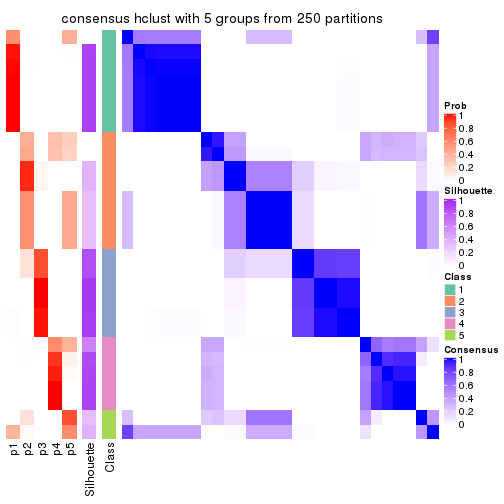 consensus hclust with 5 groups from 250 partitions
Prob
1
0.8
0.6
0.4
0.2
0
Silhouette
1
0.8
0.6
0.4
0.2
0
Class
1
2
3
4
5
Consensus
1
0.8
0.6
0.4
0.2
0
p1
p2
p3
p4
p5
Silhouette
Class